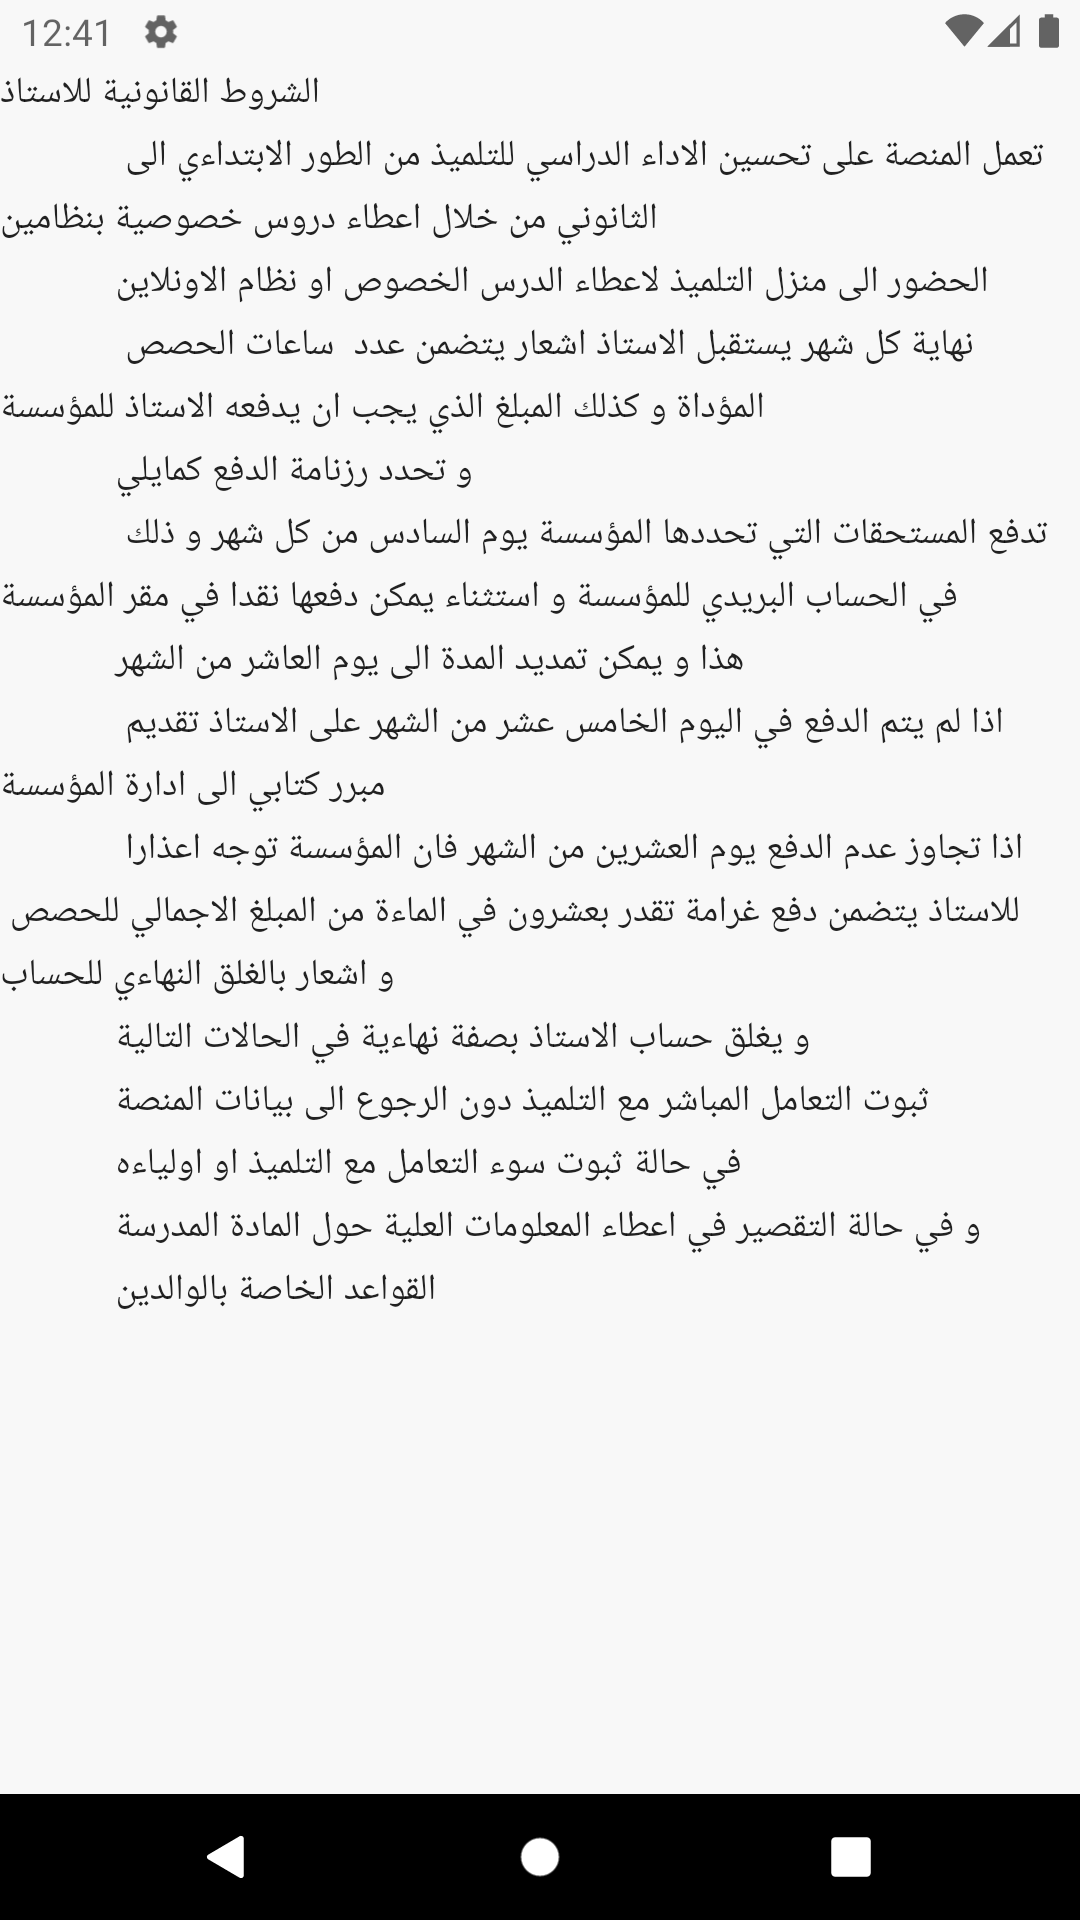 12:41
الشروط القانونية للاستاذ
تعمل المنصة على تحسين الاداء الدراسي للتلميذ من الطور الابتداءي الى
الثانوني من خلال اعطاء دروس خصوصية بنظامين
الحضور الى منزل التلميذ لاعطاء الدرس الخصوص او نظام الاونلاين
نهاية كل شهر يستقبل الاستاذ اشعار يتضمن عدد  ساعات الحصص
المؤداة و كذلك المبلغ الذي يجب ان يدفعه الاستاذ للمؤسسة
و تحدد رزنامة الدفع كمايلي
تدفع المستحقات التي تحددها المؤسسة يوم السادس من كل شهر و ذلك
في الحساب البريدي للمؤسسة و استثناء يمكن دفعها نقدا في مقر المؤسسة
هذا و يمكن تمديد المدة الى يوم العاشر من الشهر
اذا لم يتم الدفع في اليوم الخامس عشر من الشهر على الاستاذ تقديم
مبرر كتابي الى ادارة المؤسسة
اذا تجاوز عدم الدفع يوم العشرين من الشهر فان المؤسسة توجه اعذارا
للاستاذ يتضمن دفع غرامة تقدر بعشرون في الماءة من المبلغ الاجمالي للحصص
و اشعار بالغلق النهاءي للحساب
و يغلق حساب الاستاذ بصفة نهاءية في الحالات التالية
ثبوت التعامل المباشر مع التلميذ دون الرجوع الى بيانات المنصة
في حالة ثبوت سوء التعامل مع التلميذ او اولياءه
و في حالة التقصير في اعطاء المعلومات العلية حول المادة المدرسة
القواعد الخاصة بالوالدين